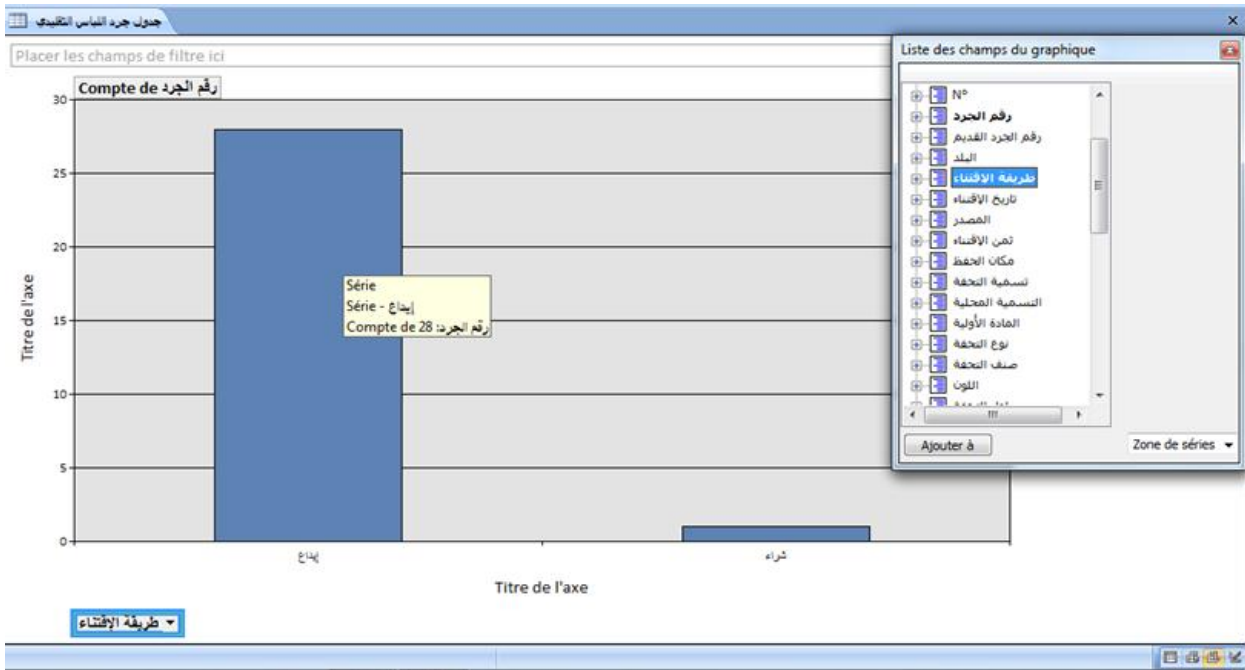 جدول جرد اللباس التقليدي
Placer les champs de filtre ici
Compte de رقم الجرد
30
25
20
15
10
5
0
Titre de l'axe
Série
Série - إيداع
Compte de رقم الجرد: 28
إيداع
شراء
Titre de l'axe
طريقة الإقتناء
Liste des champs du graphique
N°
رقم الجرد
رقم الجرد القديم
البلد
طريقة الاقتناء
تاريخ الاقتناء
المصدر
ثمن الاقتناء
مكان الحفظ
تسمية التحفة
التسمية المحلية
المادة الأولية
نوع التحفة
صنف التحفة
اللون
Ajouter à
Zone de séries